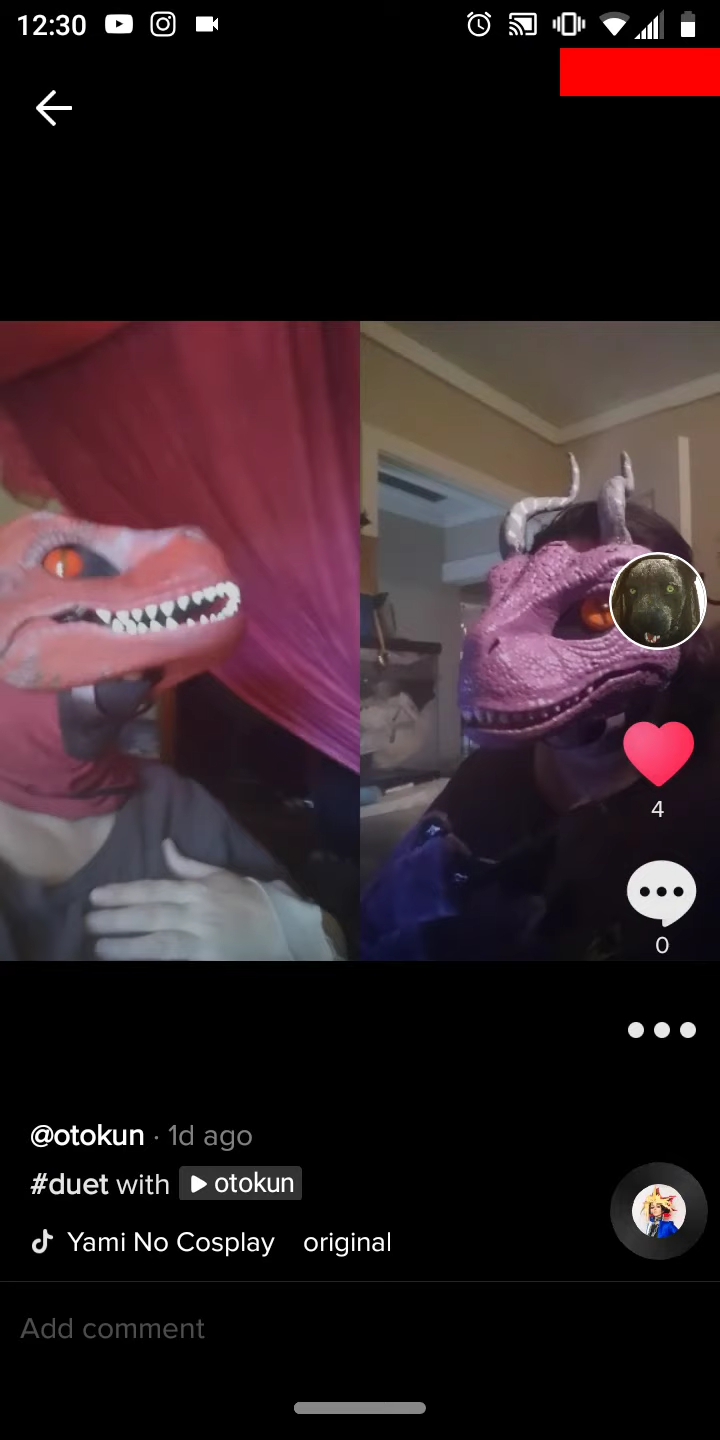 12:30
4
0
@otokun · 1d ago
#duet with otokun
Yami No Cosplay original
Add comment